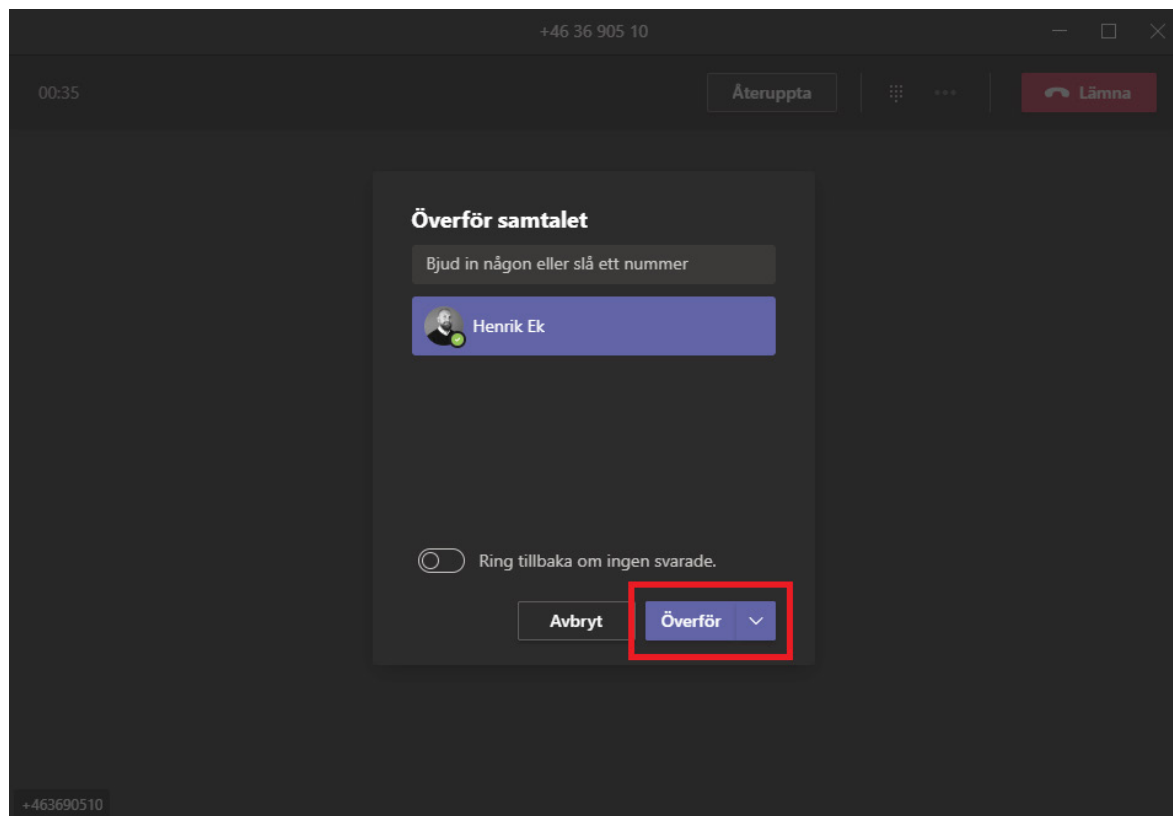 +46 36 905 10
00:35
Återuppta
Lämna
Överför samtalet
Bjud in någon eller slå ett nummer
Henrik Ek
Ring tillbaka om ingen svarade.
Avbryt
Överför
+463690510